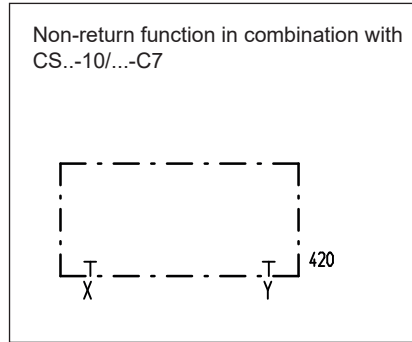 Non-return function in combination with
CS..-10/...-C7
420
X Y